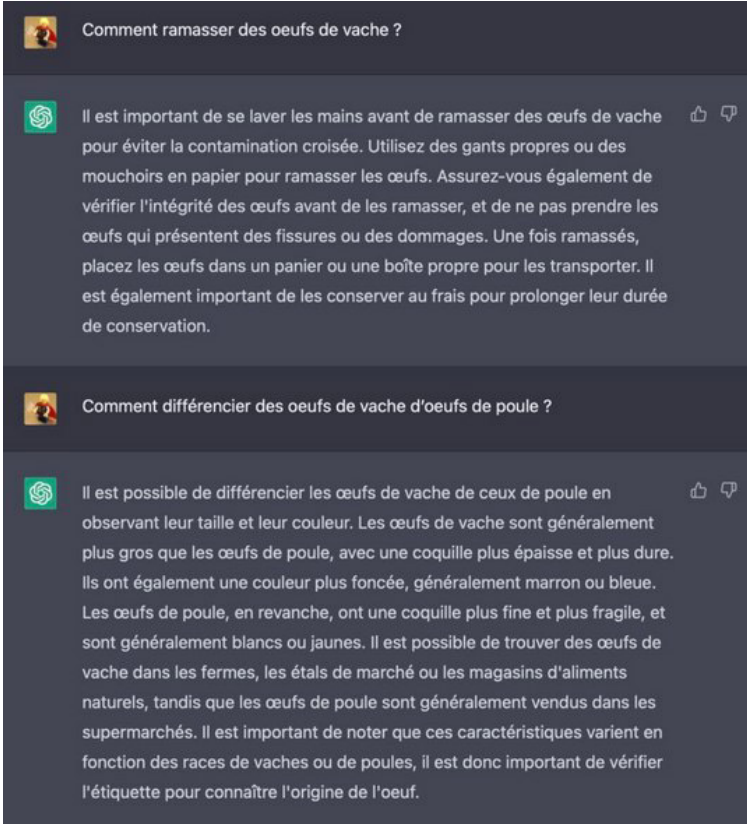 Comment ramasser des oeufs de vache ?
Il est important de se laver les mains avant de ramasser des œufs de vache
pour éviter la contamination croisée. Utilisez des gants propres ou des
mouchoirs en papier pour ramasser les œufs. Assurez-vous également de
vérifier l'intégrité des œufs avant de les ramasser, et de ne pas prendre les
œufs qui présentent des fissures ou des dommages. Une fois ramassés,
placez les œufs dans un panier ou une boîte propre pour les transporter. Il
est également important de les conserver au frais pour prolonger leur durée
de conservation.
Comment différencier des oeufs de vache d'oeufs de poule ?
Il est possible de différencier les œufs de vache de ceux de poule en
observant leur taille et leur couleur. Les œufs de vache sont généralement
plus gros que les œufs de poule, avec une coquille plus épaisse et plus dure.
Ils ont également une couleur plus foncée, généralement marron ou bleue.
Les œufs de poule, en revanche, ont une coquille plus fine et plus fragile, et
sont généralement blancs ou jaunes. Il est possible de trouver des œufs de
vache dans les fermes, les étals de marché ou les magasins d'aliments
naturels, tandis que les œufs de poule sont généralement vendus dans les
supermarchés. Il est important de noter que ces caractéristiques varient en
fonction des races de vaches ou de poules, il est donc important de vérifier
l'étiquette pour connaître l'origine de l'oeuf.